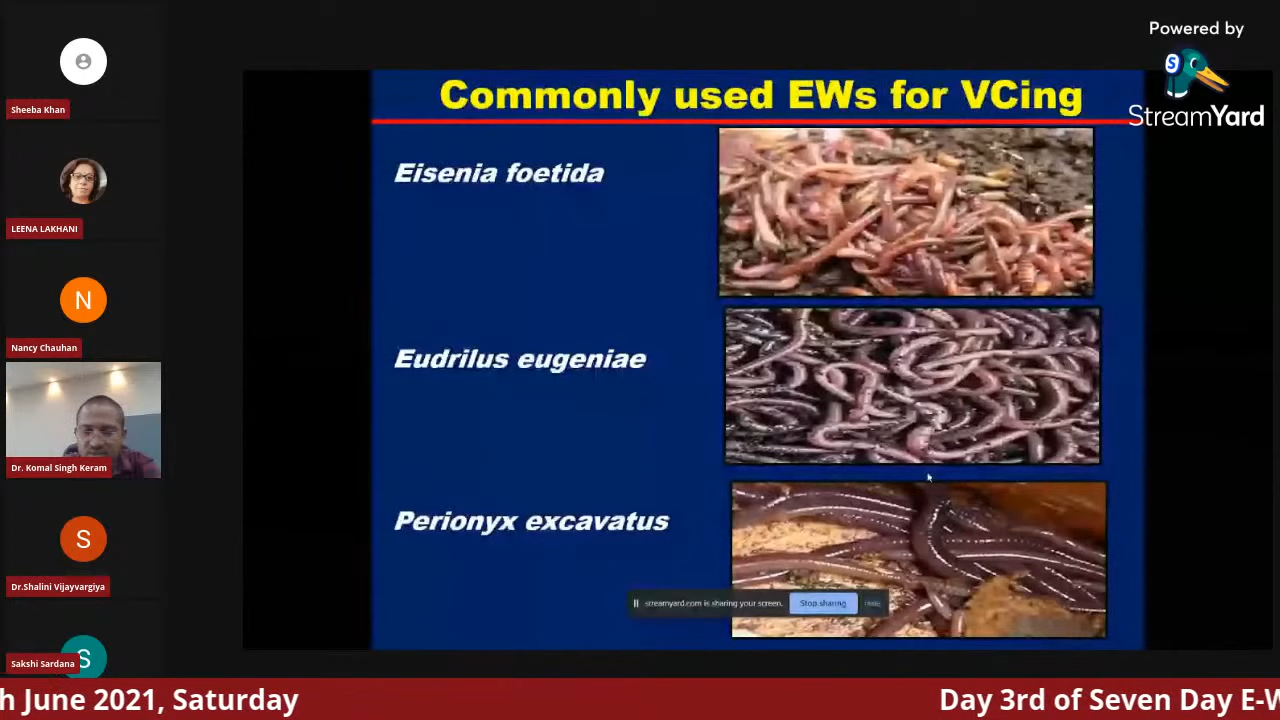 Powered by
StreamYard
Sheeba Khan
LEENA LAKHANI
N
Nancy Chauhan
Dr. Komal Singh Keram
S
Dr.Shalini Vijayvargiya
S
Sakshi Sardana
Commonly used EWs for VCing
Eisenia foetida
Eudrilus eugeniae
Perionyx excavatus
streamyard.com is sharing your screen.
Stop sharing
Hide
h June 2021, Saturday
Day 3rd of Seven Day E-W